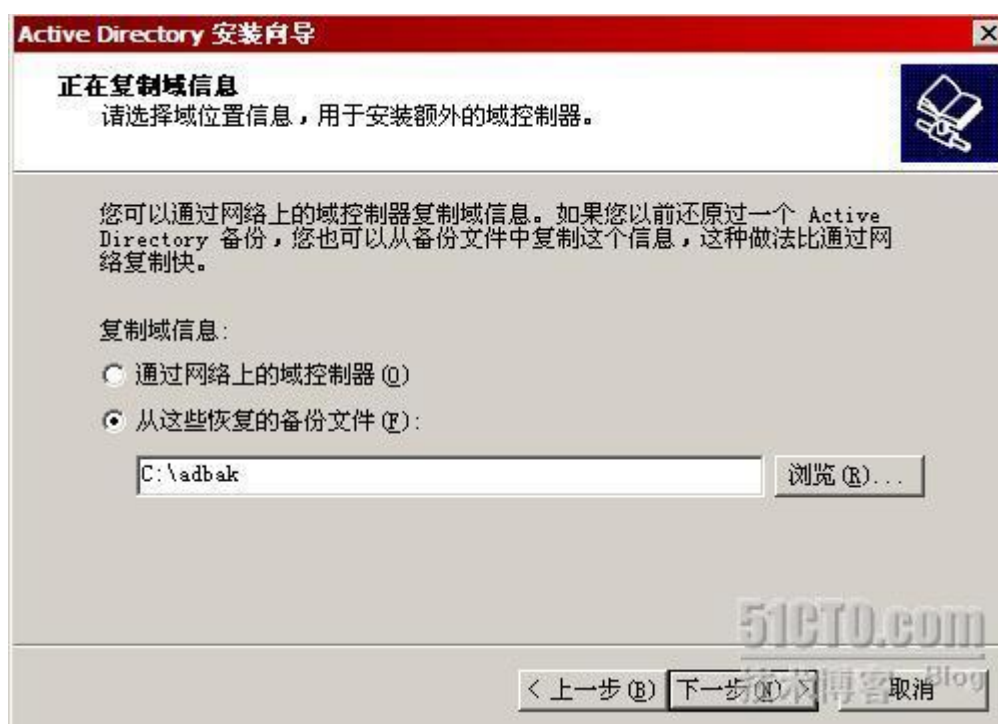 Active Directory 安装向导
正在复制域信息
请选择域位置信息，用于安装额外的域控制器。
您可以通过网络上的域控制器复制域信息。如果您以前还原过一个 Active
Directory 备份，您也可以从备份文件中复制这个信息，这种做法比通过网
络复制快。
复制域信息:
通过网络上的域控制器(O)
从这些恢复的备份文件(F):
C:\adbak
浏览(R)...
51CTO.com
技术博客 Blog
< 上一步(B)
下一步(N) >
取消